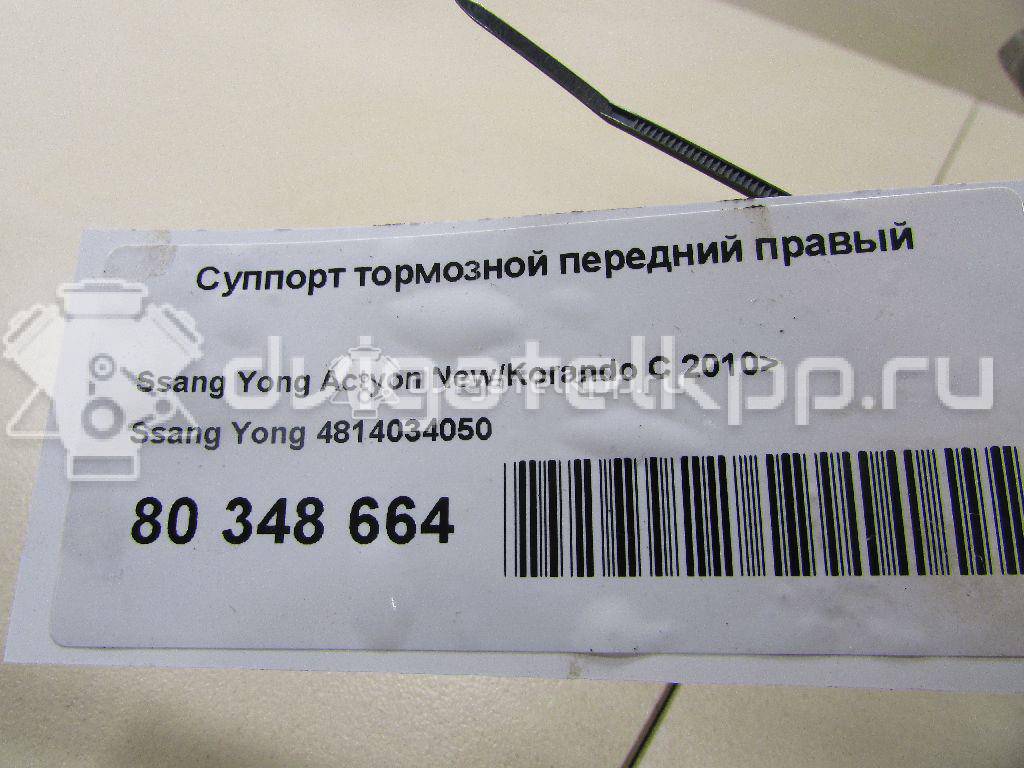 Суппорт тормозной передний правый
Ssang Yong Actyon New/Korando C 2010>
dvigatelkpp.ru
Ssang Yong 4814034050
80 348 664